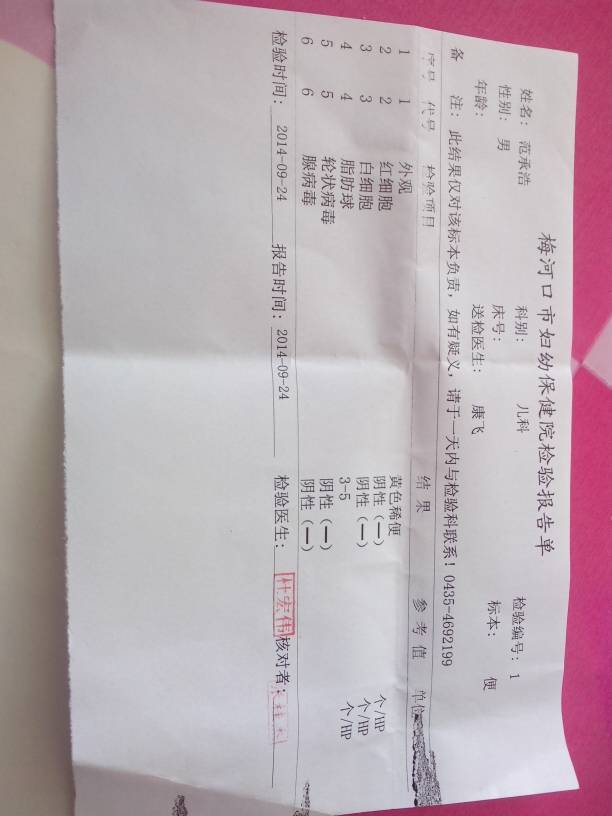 梅河口市妇幼保健院检验报告单
姓名：范承浩 科别：儿科 检验编号：1
性别：男 床号： 标本：便
年龄： 送检医生：康飞
备 注：此结果仅对该标本负责，如有疑义，请于一天内与检验科联系！0435-4692199
序号 代号 检验项目 结果 参考值 单位
1 1 外观 黄色稀便
2 2 红细胞 阴性（—） 个/HP
3 3 白细胞 阴性（—） 个/HP
4 4 脂肪球 3-5 个/HP
5 5 轮状病毒 阴性（—）
6 6 腺病毒 阴性（—）
检验时间：2014-09-24 报告时间：2014-09-24 检验医生：杜宏伟 核对者：